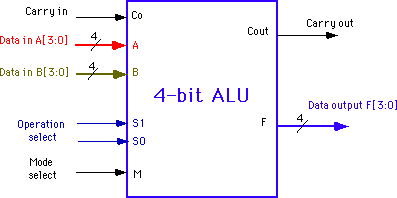 Carry in
Co
Cout
Carry out
Data in A[3:0]
4
A
Data in B[3:0]
4
B
4-bit ALU
Data output F[3:0]
F
4
Operation
select
S1
S0
Mode
select
M